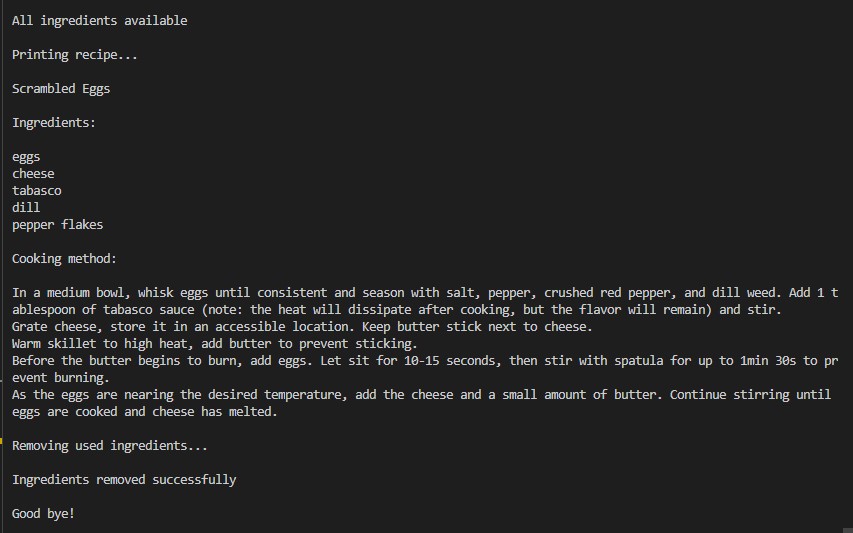 All ingredients available
Printing recipe...
Scrambled Eggs
Ingredients:
eggs
cheese
tabasco
dill
pepper flakes
Cooking method:
In a medium bowl, whisk eggs until consistent and season with salt, pepper, crushed red pepper, and dill weed. Add 1 t
ablespoon of tabasco sauce (note: the heat will dissipate after cooking, but the flavor will remain) and stir.
Grate cheese, store it in an accessible location. Keep butter stick next to cheese.
Warm skillet to high heat, add butter to prevent sticking.
Before the butter begins to burn, add eggs. Let sit for 10-15 seconds, then stir with spatula for up to 1min 30s to pr
event burning.
As the eggs are nearing the desired temperature, add the cheese and a small amount of butter. Continue stirring until
eggs are cooked and cheese has melted.
Removing used ingredients...
Ingredients removed successfully
Good bye!